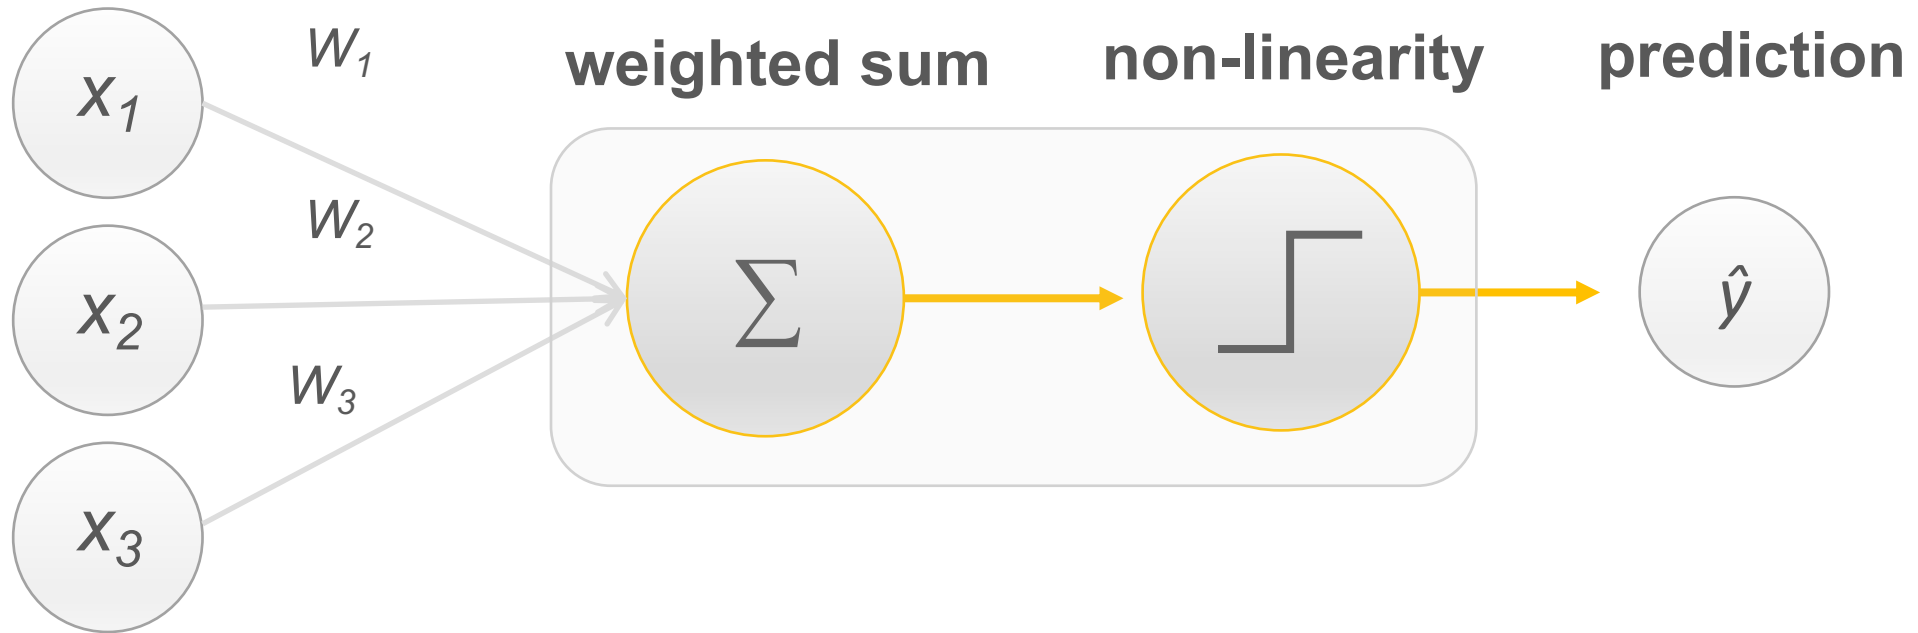 weighted sum
non-linearity
prediction
x₁
W₁
x₂
W₂
x₃
W₃
∑
ŷ